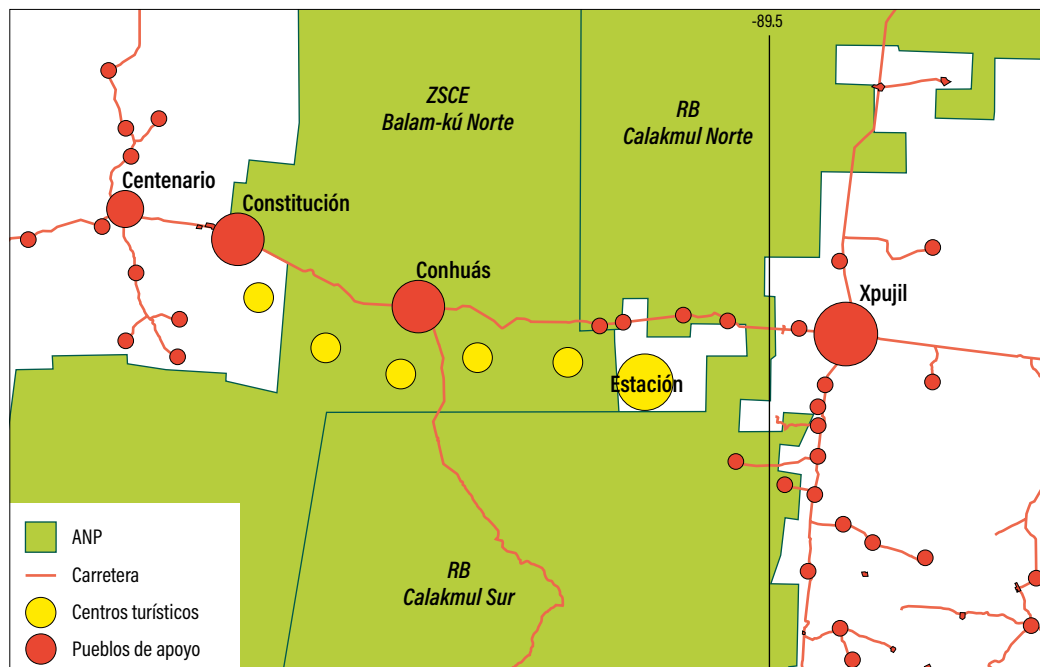 -89.5
ZSCE
Balam-kú Norte
RB
Calakmul Norte
Centenario
Constitución
Conhuás
Xpujil
Estación
RB
Calakmul Sur
ANP
Carretera
Centros turísticos
Pueblos de apoyo